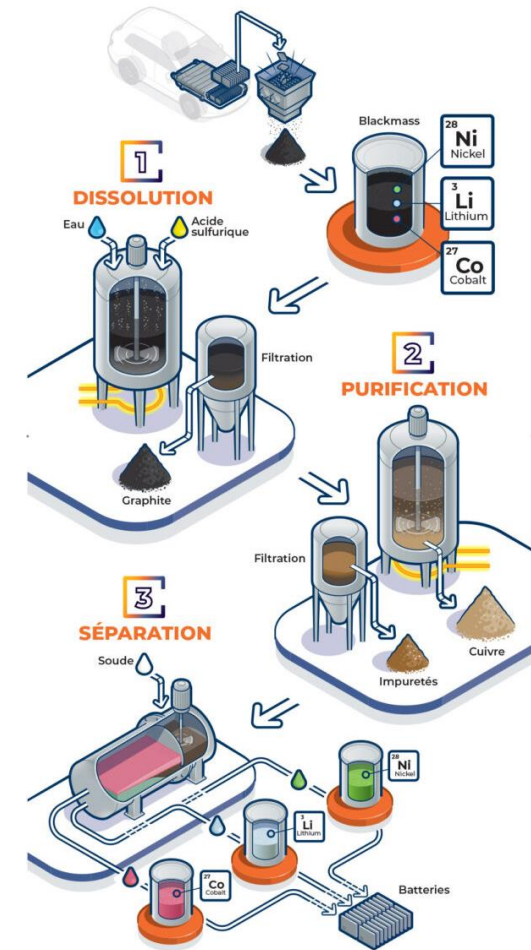 Blackmass
28
Ni
Nickel
3
Li
Lithium
27
Co
Cobalt
1
DISSOLUTION
Eau
Acide
sulfurique
Filtration
Graphite
2
PURIFICATION
Filtration
Cuivre
Impuretés
3
SÉPARATION
Soude
28
Ni
Nickel
3
Li
Lithium
27
Co
Cobalt
Batteries